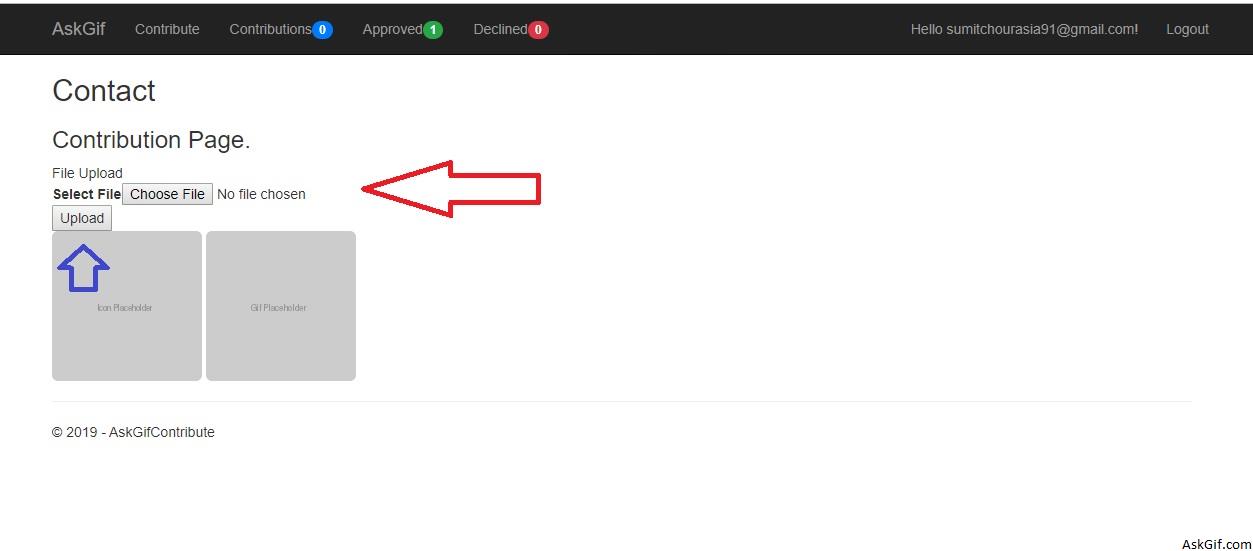 AskGif Contribute Contributions 0 Approved 1 Declined 0 Hello sumitchourasia91@gmail.com! Logout
Contact
Contribution Page.
File Upload
Select File Choose File No file chosen
Upload
Icon Placeholder Gif Placeholder
© 2019 - AskGifContribute
AskGif.com